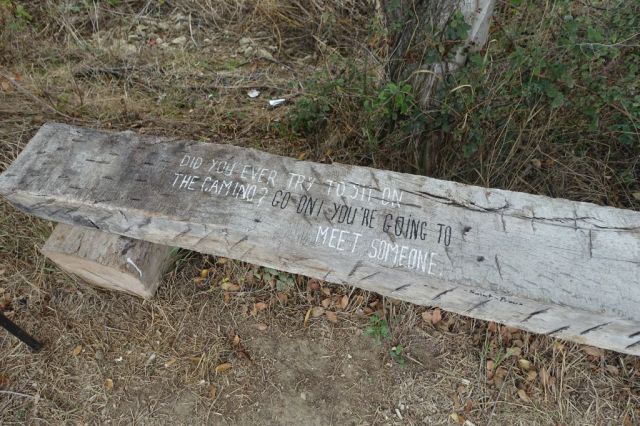 DID YOU EVER TRY TO SIT ON
THE CAMINO? GO ON! YOU'RE GOING TO
MEET SOMEONE.